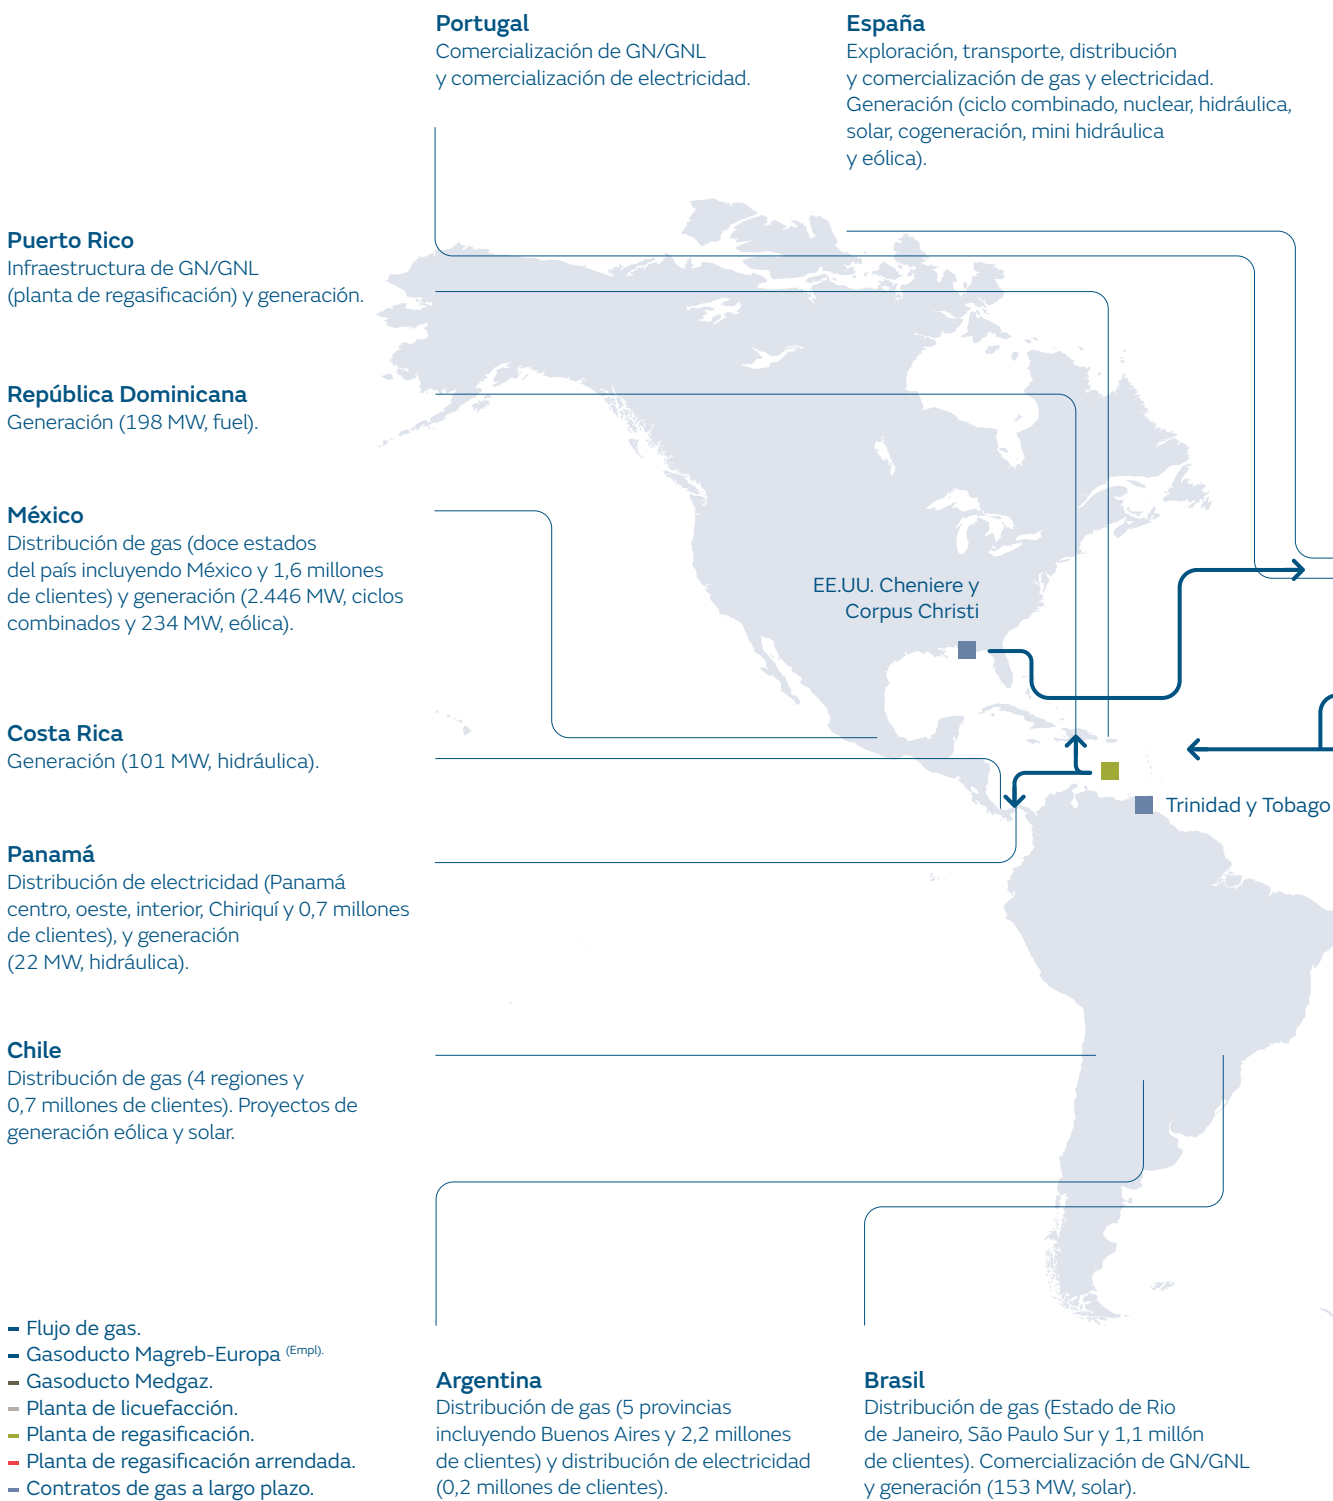 Portugal
Comercialización de GN/GNL
y comercialización de electricidad.
España
Exploración, transporte, distribución
y comercialización de gas y electricidad.
Generación (ciclo combinado, nuclear, hidráulica,
solar, cogeneración, mini hidráulica
y eólica).
Puerto Rico
Infraestructura de GN/GNL
(planta de regasificación) y generación.
República Dominicana
Generación (198 MW, fuel).
México
Distribución de gas (doce estados
del país incluyendo México y 1,6 millones
de clientes) y generación (2.446 MW, ciclos
combinados y 234 MW, eólica).
EE.UU. Cheniere y
Corpus Christi
Costa Rica
Generación (101 MW, hidráulica).
Trinidad y Tobago
Panamá
Distribución de electricidad (Panamá
centro, oeste, interior, Chiriquí y 0,7 millones
de clientes), y generación
(22 MW, hidráulica).
Chile
Distribución de gas (4 regiones y
0,7 millones de clientes). Proyectos de
generación eólica y solar.
Flujo de gas.
Gasoducto Magreb-Europa (Empl).
Gasoducto Medgaz.
Planta de licuefacción.
Planta de regasificación.
Planta de regasificación arrendada.
Contratos de gas a largo plazo.
Argentina
Distribución de gas (5 provincias
incluyendo Buenos Aires y 2,2 millones
de clientes) y distribución de electricidad
(0,2 millones de clientes).
Brasil
Distribución de gas (Estado de Rio
de Janeiro, São Paulo Sur y 1,1 millón
de clientes). Comercialización de GN/GNL
y generación (153 MW, solar).